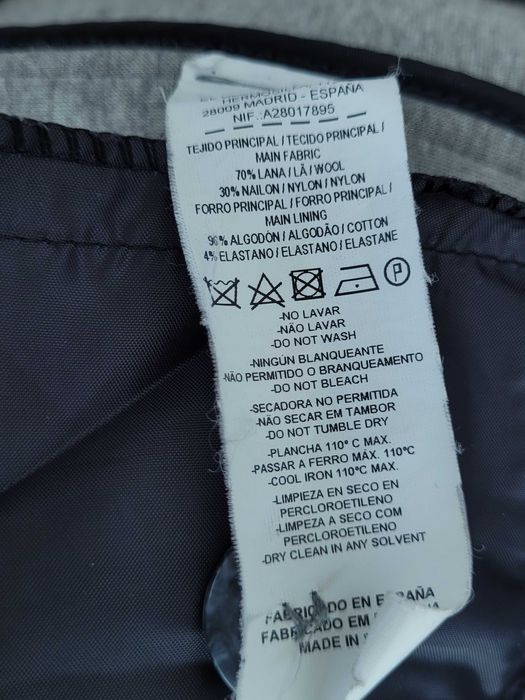 28009 MADRID - ESPAÑA
NIF.:A28017895
TEJIDO PRINCIPAL / TECIDO PRINCIPAL /
MAIN FABRIC
70% LANA / LÃ / WOOL
30% NAILON / NYLON / NYLON
FORRO PRINCIPAL / FORRO PRINCIPAL /
MAIN LINING
96% ALGODÓN / ALGODÃO / COTTON
4% ELASTANO / ELASTANO / ELASTANE
P
-NO LAVAR
-NÃO LAVAR
-DO NOT WASH
-NINGÚN BLANQUEANTE
-NÃO PERMITIDO O BRANQUEAMENTO
-DO NOT BLEACH
-SECADORA NO PERMITIDA
-NÃO SECAR EM TAMBOR
-DO NOT TUMBLE DRY
-PLANCHA 110º C MAX.
-PASSAR A FERRO MÁX. 110ºC
-COOL IRON 110ºC MAX.
-LIMPIEZA EN SECO EN
PERCLOROETILENO
-LIMPEZA A SECO COM
PERCLOROETILENO
-DRY CLEAN IN ANY SOLVENT
FABRICADO EN ESPAÑA
FABRICADO EM
MADE IN